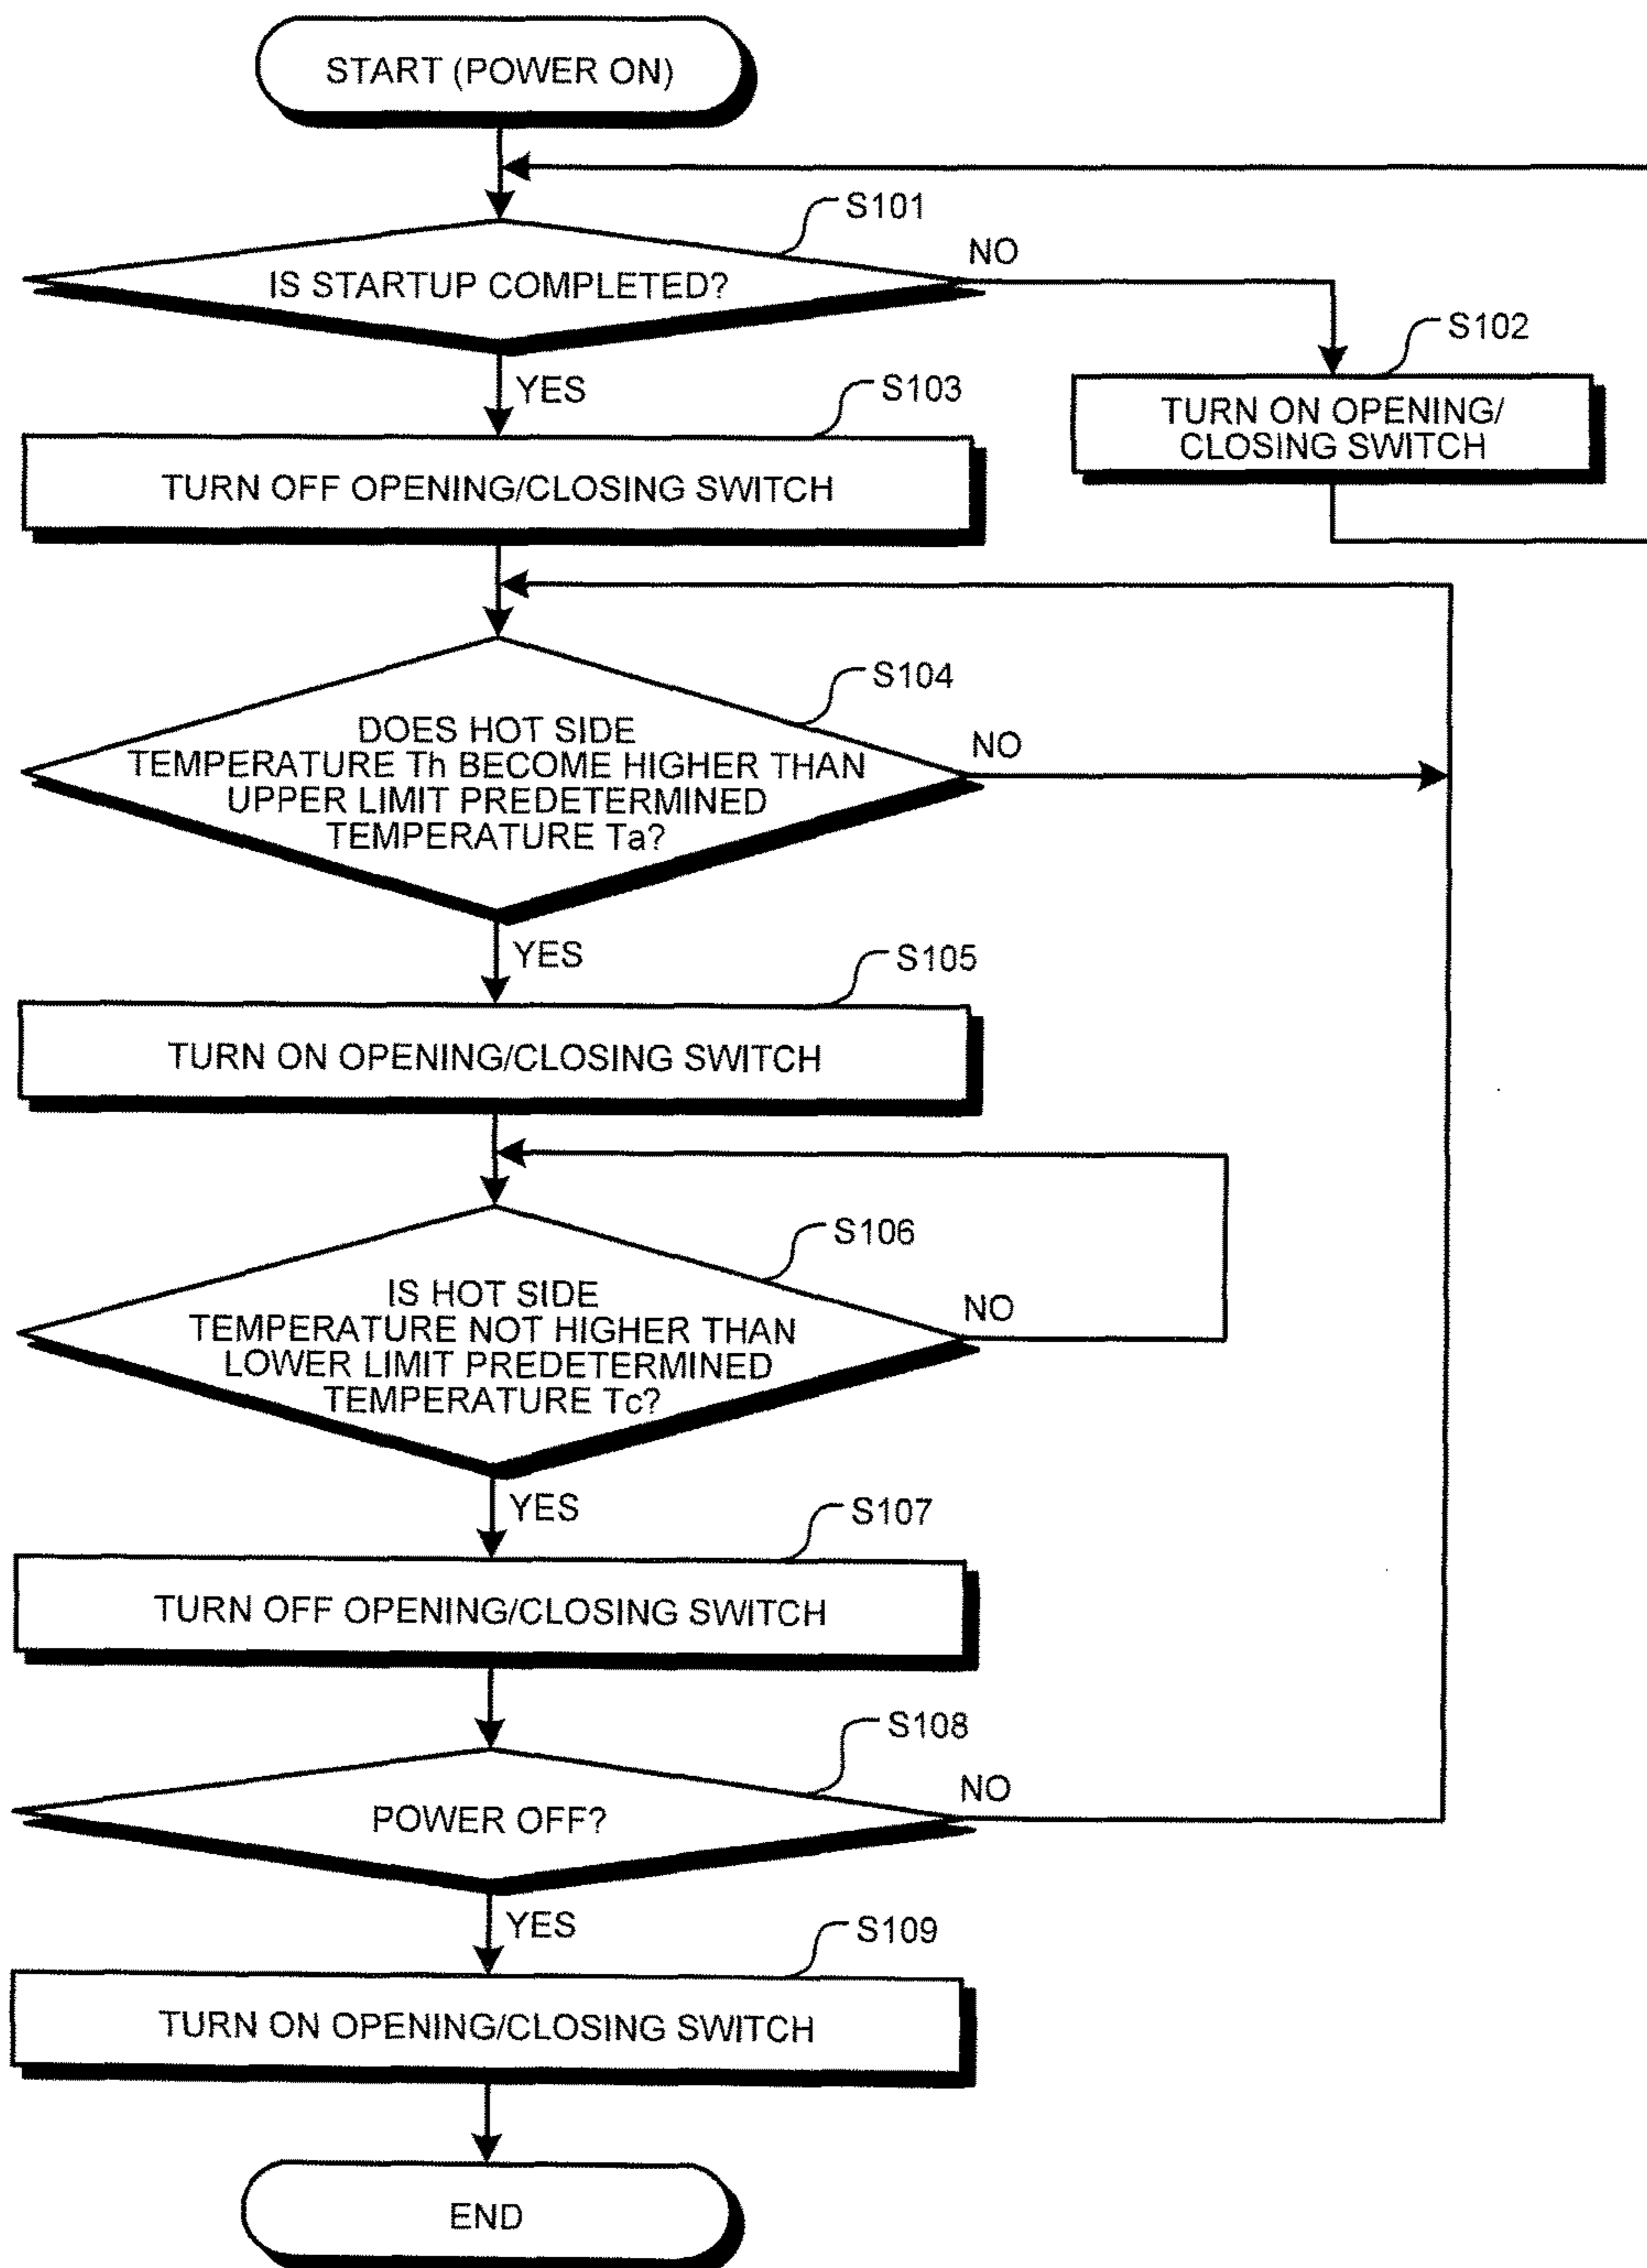 START (POWER ON)
S101
IS STARTUP COMPLETED?
NO
S102
TURN ON OPENING/
CLOSING SWITCH
YES
S103
TURN OFF OPENING/CLOSING SWITCH
S104
DOES HOT SIDE
TEMPERATURE Th BECOME HIGHER THAN
UPPER LIMIT PREDETERMINED
TEMPERATURE Ta?
NO
YES
S105
TURN ON OPENING/CLOSING SWITCH
S106
IS HOT SIDE
TEMPERATURE NOT HIGHER THAN
LOWER LIMIT PREDETERMINED
TEMPERATURE Tc?
NO
YES
S107
TURN OFF OPENING/CLOSING SWITCH
S108
POWER OFF?
NO
YES
S109
TURN ON OPENING/CLOSING SWITCH
END